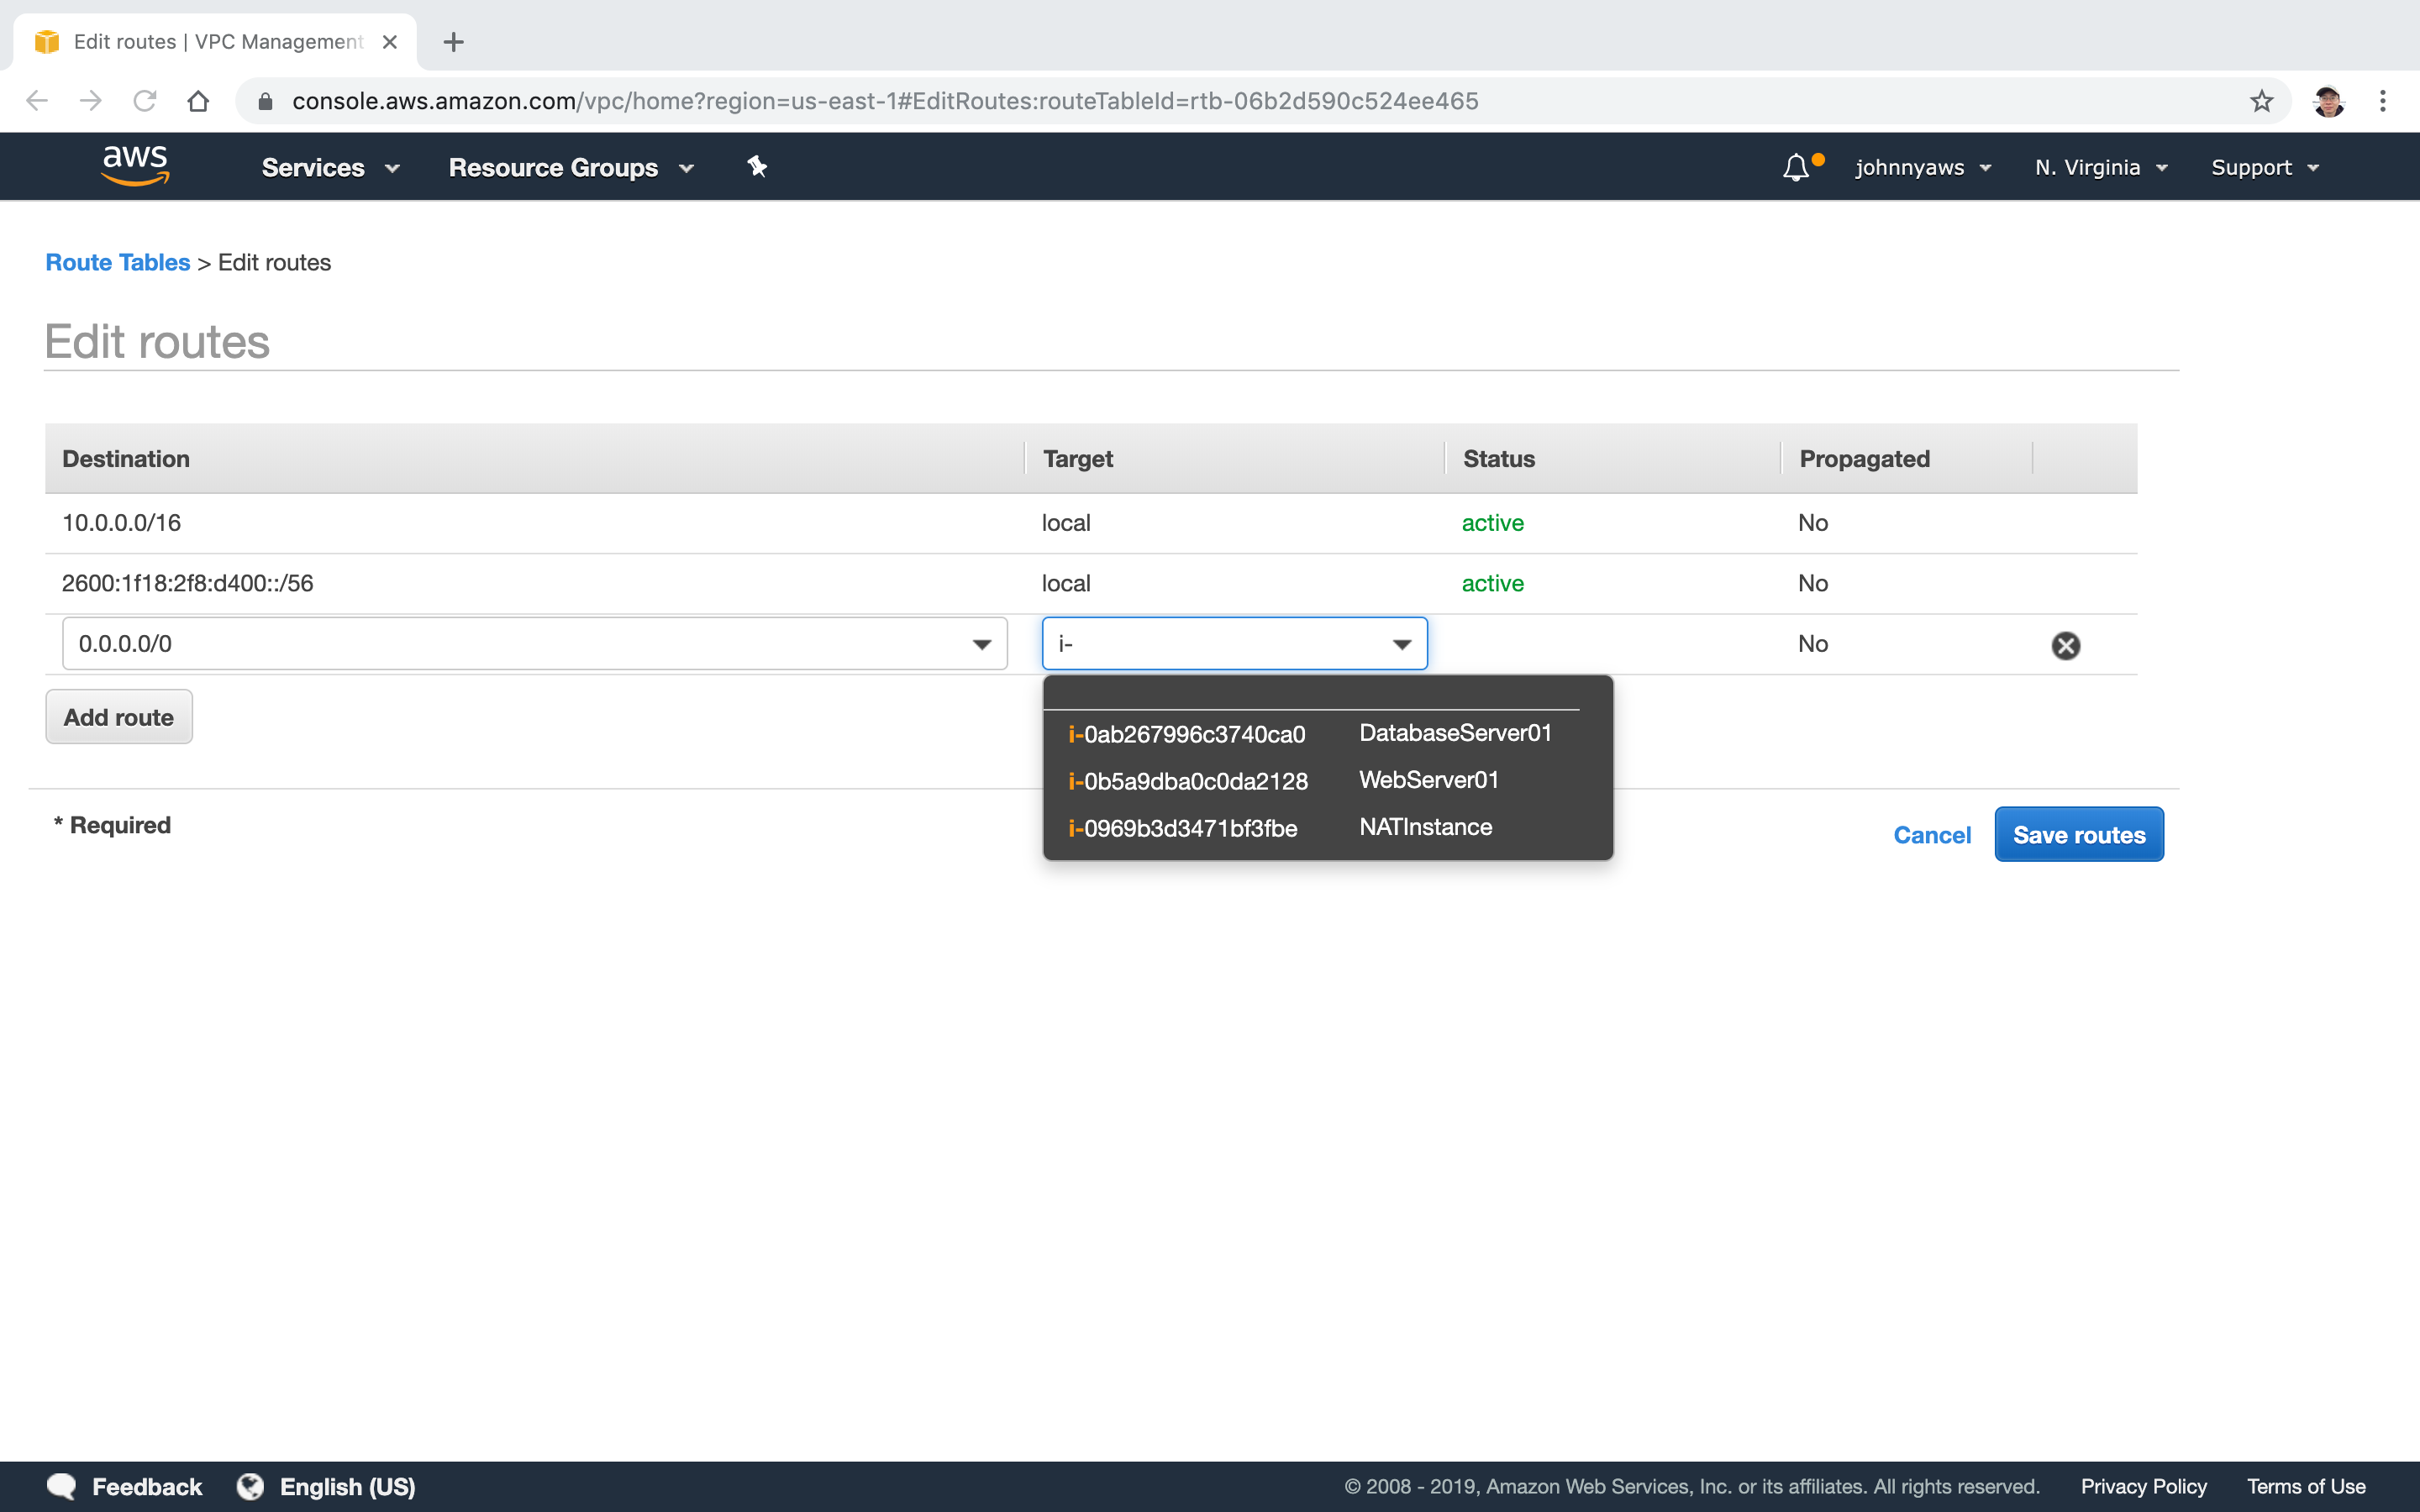 Edit routes | VPC Management
console.aws.amazon.com/vpc/home?region=us-east-1#EditRoutes:routeTableId=rtb-06b2d590c524ee465
aws Services Resource Groups johnnyaws N. Virginia Support
Route Tables > Edit routes
Edit routes
Destination Target Status Propagated
10.0.0.0/16 local active No
2600:1f18:2f8:d400::/56 local active No
0.0.0.0/0 i- No
Add route
i-0ab267996c3740ca0 DatabaseServer01
i-0b5a9dba0c0da2128 WebServer01
i-0969b3d3471bf3fbe NATInstance
* Required
Cancel Save routes
Feedback English (US) © 2008 - 2019, Amazon Web Services, Inc. or its affiliates. All rights reserved. Privacy Policy Terms of Use